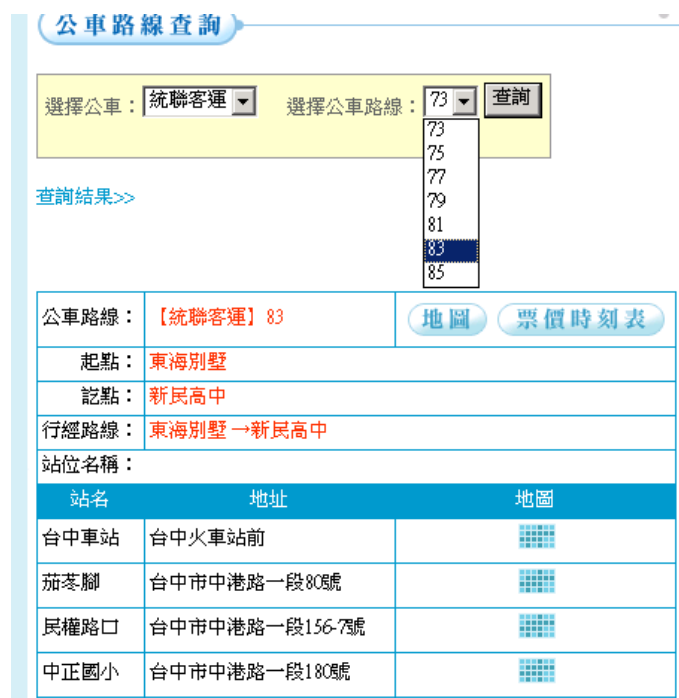 公車路線查詢
選擇公車：統聯客運 選擇公車路線：73 查詢
73
75
77
79
81
83
85
查詢結果>>
公車路線： 【統聯客運】83 地圖 票價時刻表
起點： 東海別墅
訖點： 新民高中
行經路線： 東海別墅→新民高中
站位名稱：
站名 地址 地圖
台中車站 台中火車站前
茄苳腳 台中市中港路一段80號
民權路口 台中市中港路一段156-7號
中正國小 台中市中港路一段180號